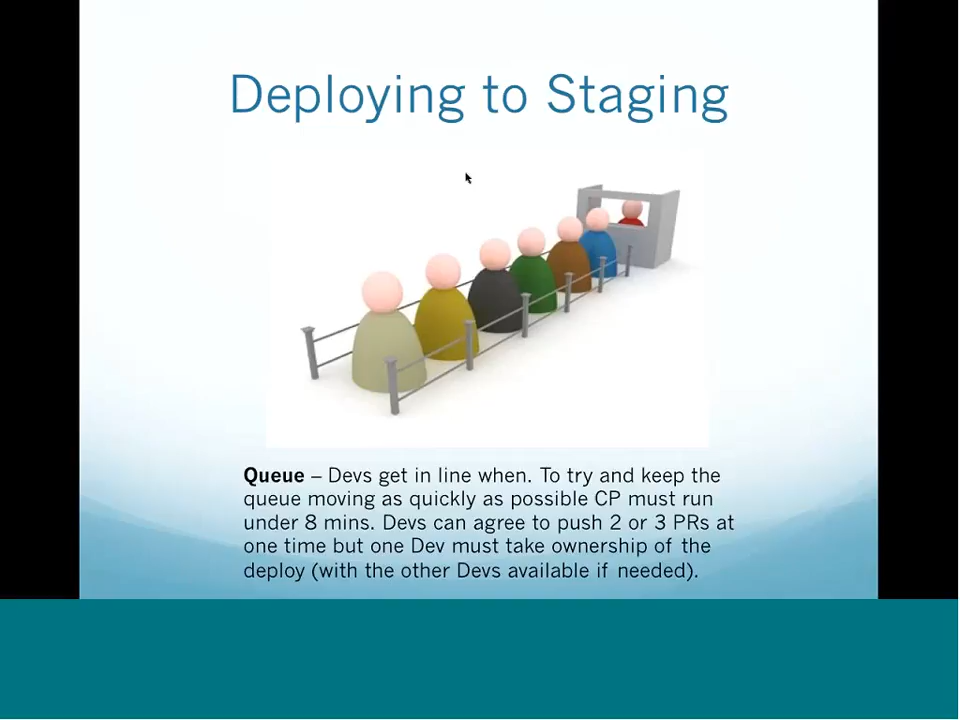 Deploying to Staging
Queue – Devs get in line when. To try and keep the
queue moving as quickly as possible CP must run
under 8 mins. Devs can agree to push 2 or 3 PRs at
one time but one Dev must take ownership of the
deploy (with the other Devs available if needed).